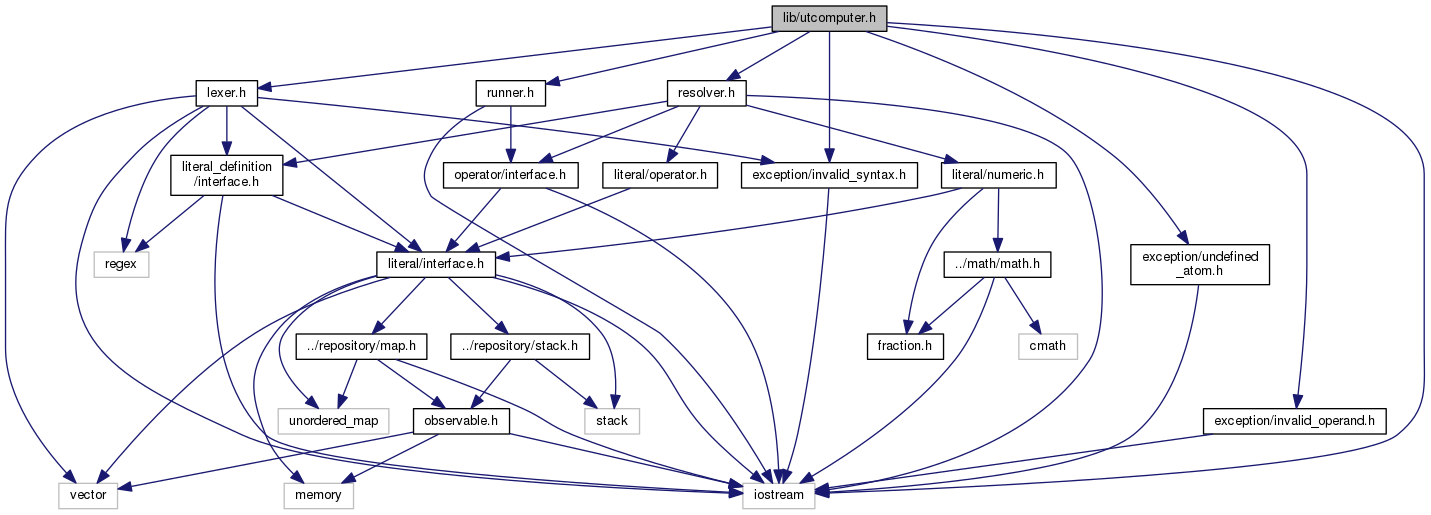 lib/utcomputer.h
lexer.h
runner.h
resolver.h
literal_definition
/interface.h
operator/interface.h
literal/operator.h
exception/invalid_syntax.h
literal/numeric.h
regex
literal/interface.h
../math/math.h
exception/undefined
_atom.h
../repository/map.h
../repository/stack.h
fraction.h
cmath
unordered_map
observable.h
stack
exception/invalid_operand.h
vector
memory
iostream